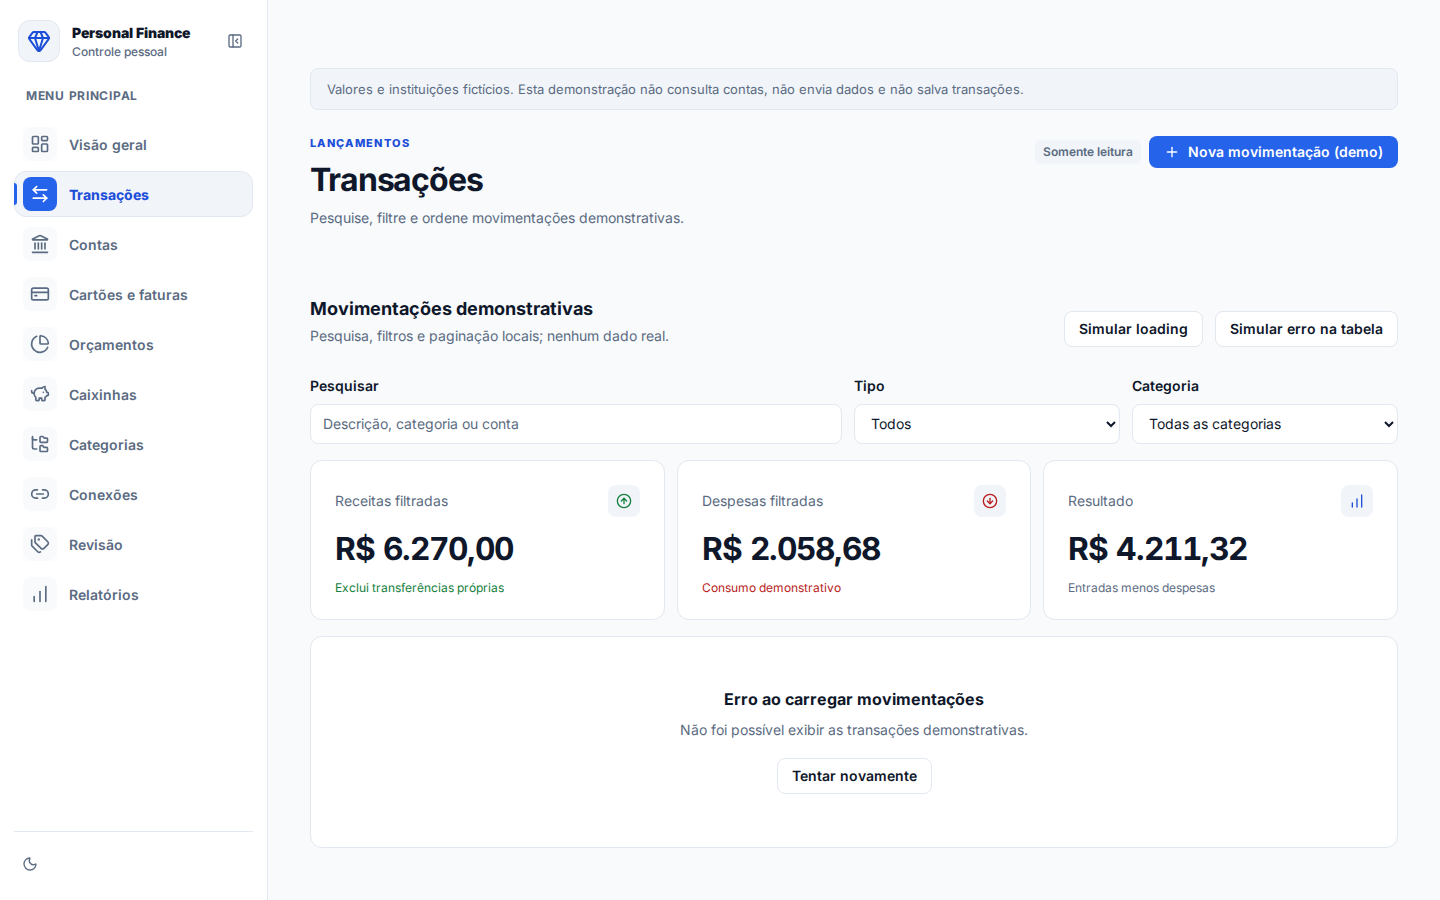 Personal Finance
Controle pessoal
MENU PRINCIPAL
Visão geral
Transações
Contas
Cartões e faturas
Orçamentos
Caixinhas
Categorias
Conexões
Revisão
Relatórios
Valores e instituições fictícios. Esta demonstração não consulta contas, não envia dados e não salva transações.
LANÇAMENTOS
Somente leitura
Nova movimentação (demo)
Transações
Pesquise, filtre e ordene movimentações demonstrativas.
Movimentações demonstrativas
Pesquisa, filtros e paginação locais; nenhum dado real.
Simular loading
Simular erro na tabela
Pesquisar
Tipo
Categoria
Descrição, categoria ou conta
Todos
Todas as categorias
Receitas filtradas
R$ 6.270,00
Exclui transferências próprias
Despesas filtradas
R$ 2.058,68
Consumo demonstrativo
Resultado
R$ 4.211,32
Entradas menos despesas
Erro ao carregar movimentações
Não foi possível exibir as transações demonstrativas.
Tentar novamente